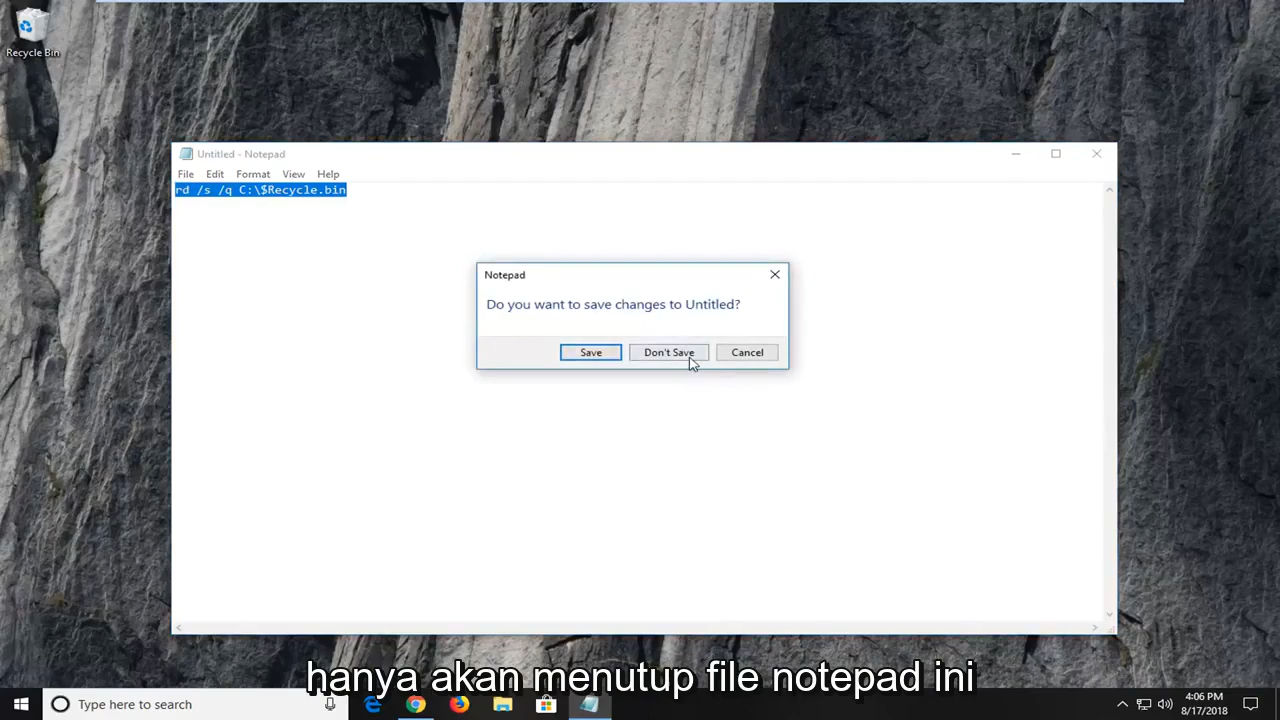 Recycle Bin
Untitled - Notepad
File Edit Format View Help
rd /s /q C:\$Recycle.bin
Notepad
Do you want to save changes to Untitled?
Save Don't Save Cancel
hanya akan menutup file notepad ini
Type here to search
4:06 PM
8/17/2018